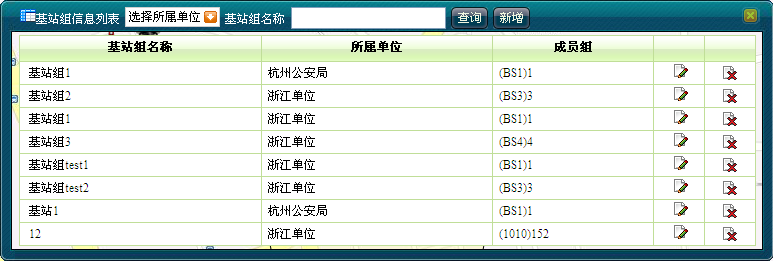 基站组信息列表 选择所属单位 基站组名称 查询 新增
基站组名称 所属单位 成员组
基站组1 杭州公安局 (BS1)1
基站组2 浙江单位 (BS3)3
基站组1 浙江单位 (BS1)1
基站组3 浙江单位 (BS4)4
基站组test1 浙江单位 (BS1)1
基站组test2 浙江单位 (BS3)3
基站1 杭州公安局 (BS1)1
12 浙江单位 (1010)152